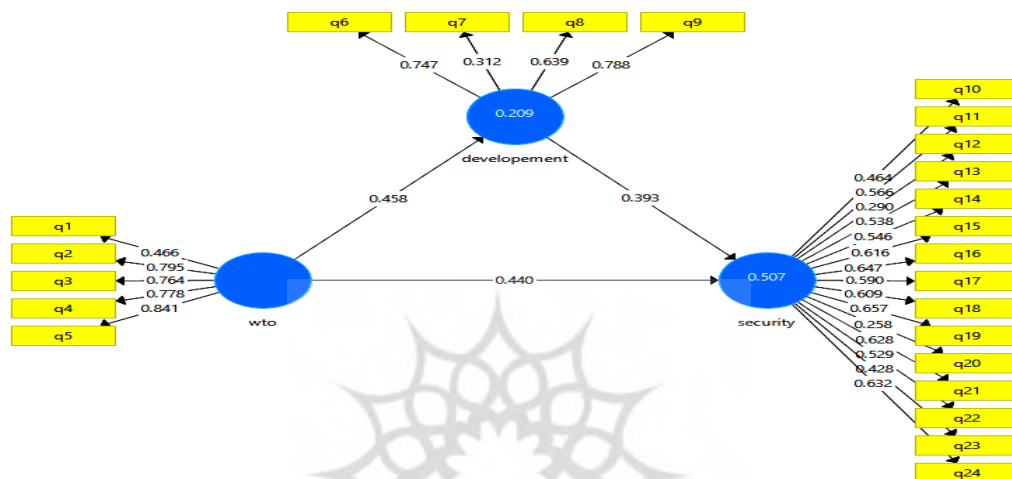 q6 q7 q8 q9
0.747 0.312 0.639 0.788
0.209
developement
0.458 0.393
q1
q2
q3
q4
q5
0.466
0.795
0.764
0.778
0.841
wto
0.440
0.507
security
0.464
0.566
0.290
0.538
0.546
0.616
0.647
0.590
0.609
0.657
0.258
0.628
0.529
0.428
0.632
q10
q11
q12
q13
q14
q15
q16
q17
q18
q19
q20
q21
q22
q23
q24